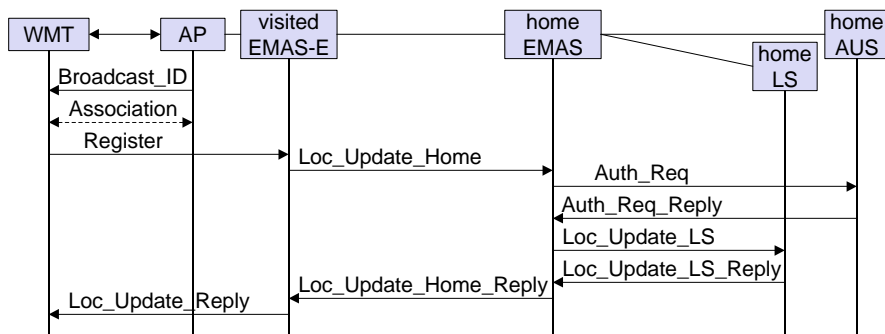 WMT
AP
visited
EMAS-E
home
EMAS
home
LS
home
AUS
Broadcast_ID
Association
Register
Loc_Update_Home
Auth_Req
Auth_Req_Reply
Loc_Update_LS
Loc_Update_LS_Reply
Loc_Update_Home_Reply
Loc_Update_Reply